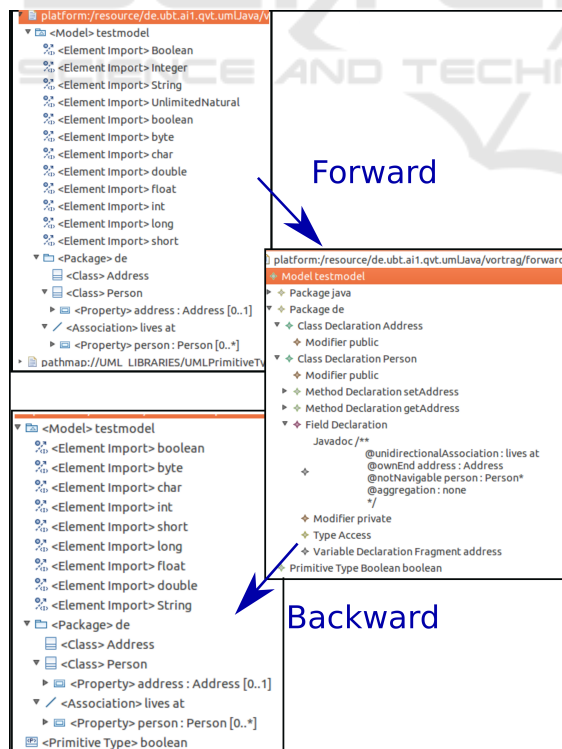 platform:/resource/de.ubt.ai1.qvt.umlJava/v
<Model> testmodel
<Element Import> Boolean
<Element Import> Integer
<Element Import> String
<Element Import> UnlimitedNatural
<Element Import> boolean
<Element Import> byte
<Element Import> char
<Element Import> double
<Element Import> float
<Element Import> int
<Element Import> long
<Element Import> short
<Package> de
<Class> Address
<Class> Person
<Property> address : Address [0..1]
<Association> lives at
<Property> person : Person [0..*]
pathmap://UML_LIBRARIES/UMLPrimitiveTy
SCIENCE AND TECH
Forward
platform:/resource/de.ubt.ai1.qvt.umlJava/vortrag/forward
Model testmodel
Package java
Package de
Class Declaration Address
Modifier public
Class Declaration Person
Modifier public
Method Declaration setAddress
Method Declaration getAddress
Field Declaration
Javadoc /**
@unidirectionalAssociation : lives at
@ownEnd address : Address
@notNavigable person : Person*
@aggregation : none
*/
Modifier private
Type Access
Variable Declaration Fragment address
Primitive Type Boolean boolean
Backward
<Model> testmodel
<Element Import> boolean
<Element Import> byte
<Element Import> char
<Element Import> int
<Element Import> short
<Element Import> long
<Element Import> float
<Element Import> double
<Element Import> String
<Package> de
<Class> Address
<Class> Person
<Property> address : Address [0..1]
<Association> lives at
<Property> person : Person [0..*]
<Primitive Type> boolean